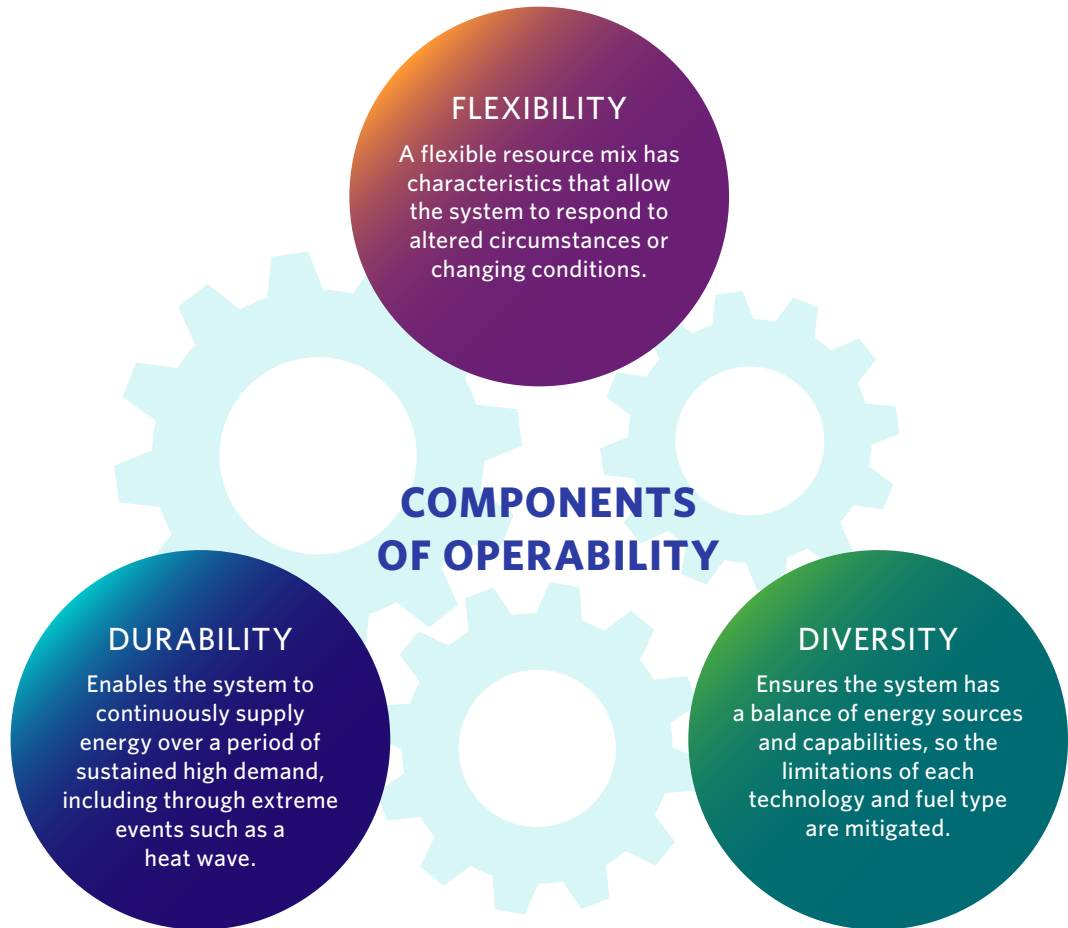 FLEXIBILITY
A flexible resource mix has
characteristics that allow
the system to respond to
altered circumstances or
changing conditions.
COMPONENTS
OF OPERABILITY
DURABILITY
Enables the system to
continuously supply
energy over a period of
sustained high demand,
including through extreme
events such as a
heat wave.
DIVERSITY
Ensures the system has
a balance of energy sources
and capabilities, so the
limitations of each
technology and fuel type
are mitigated.